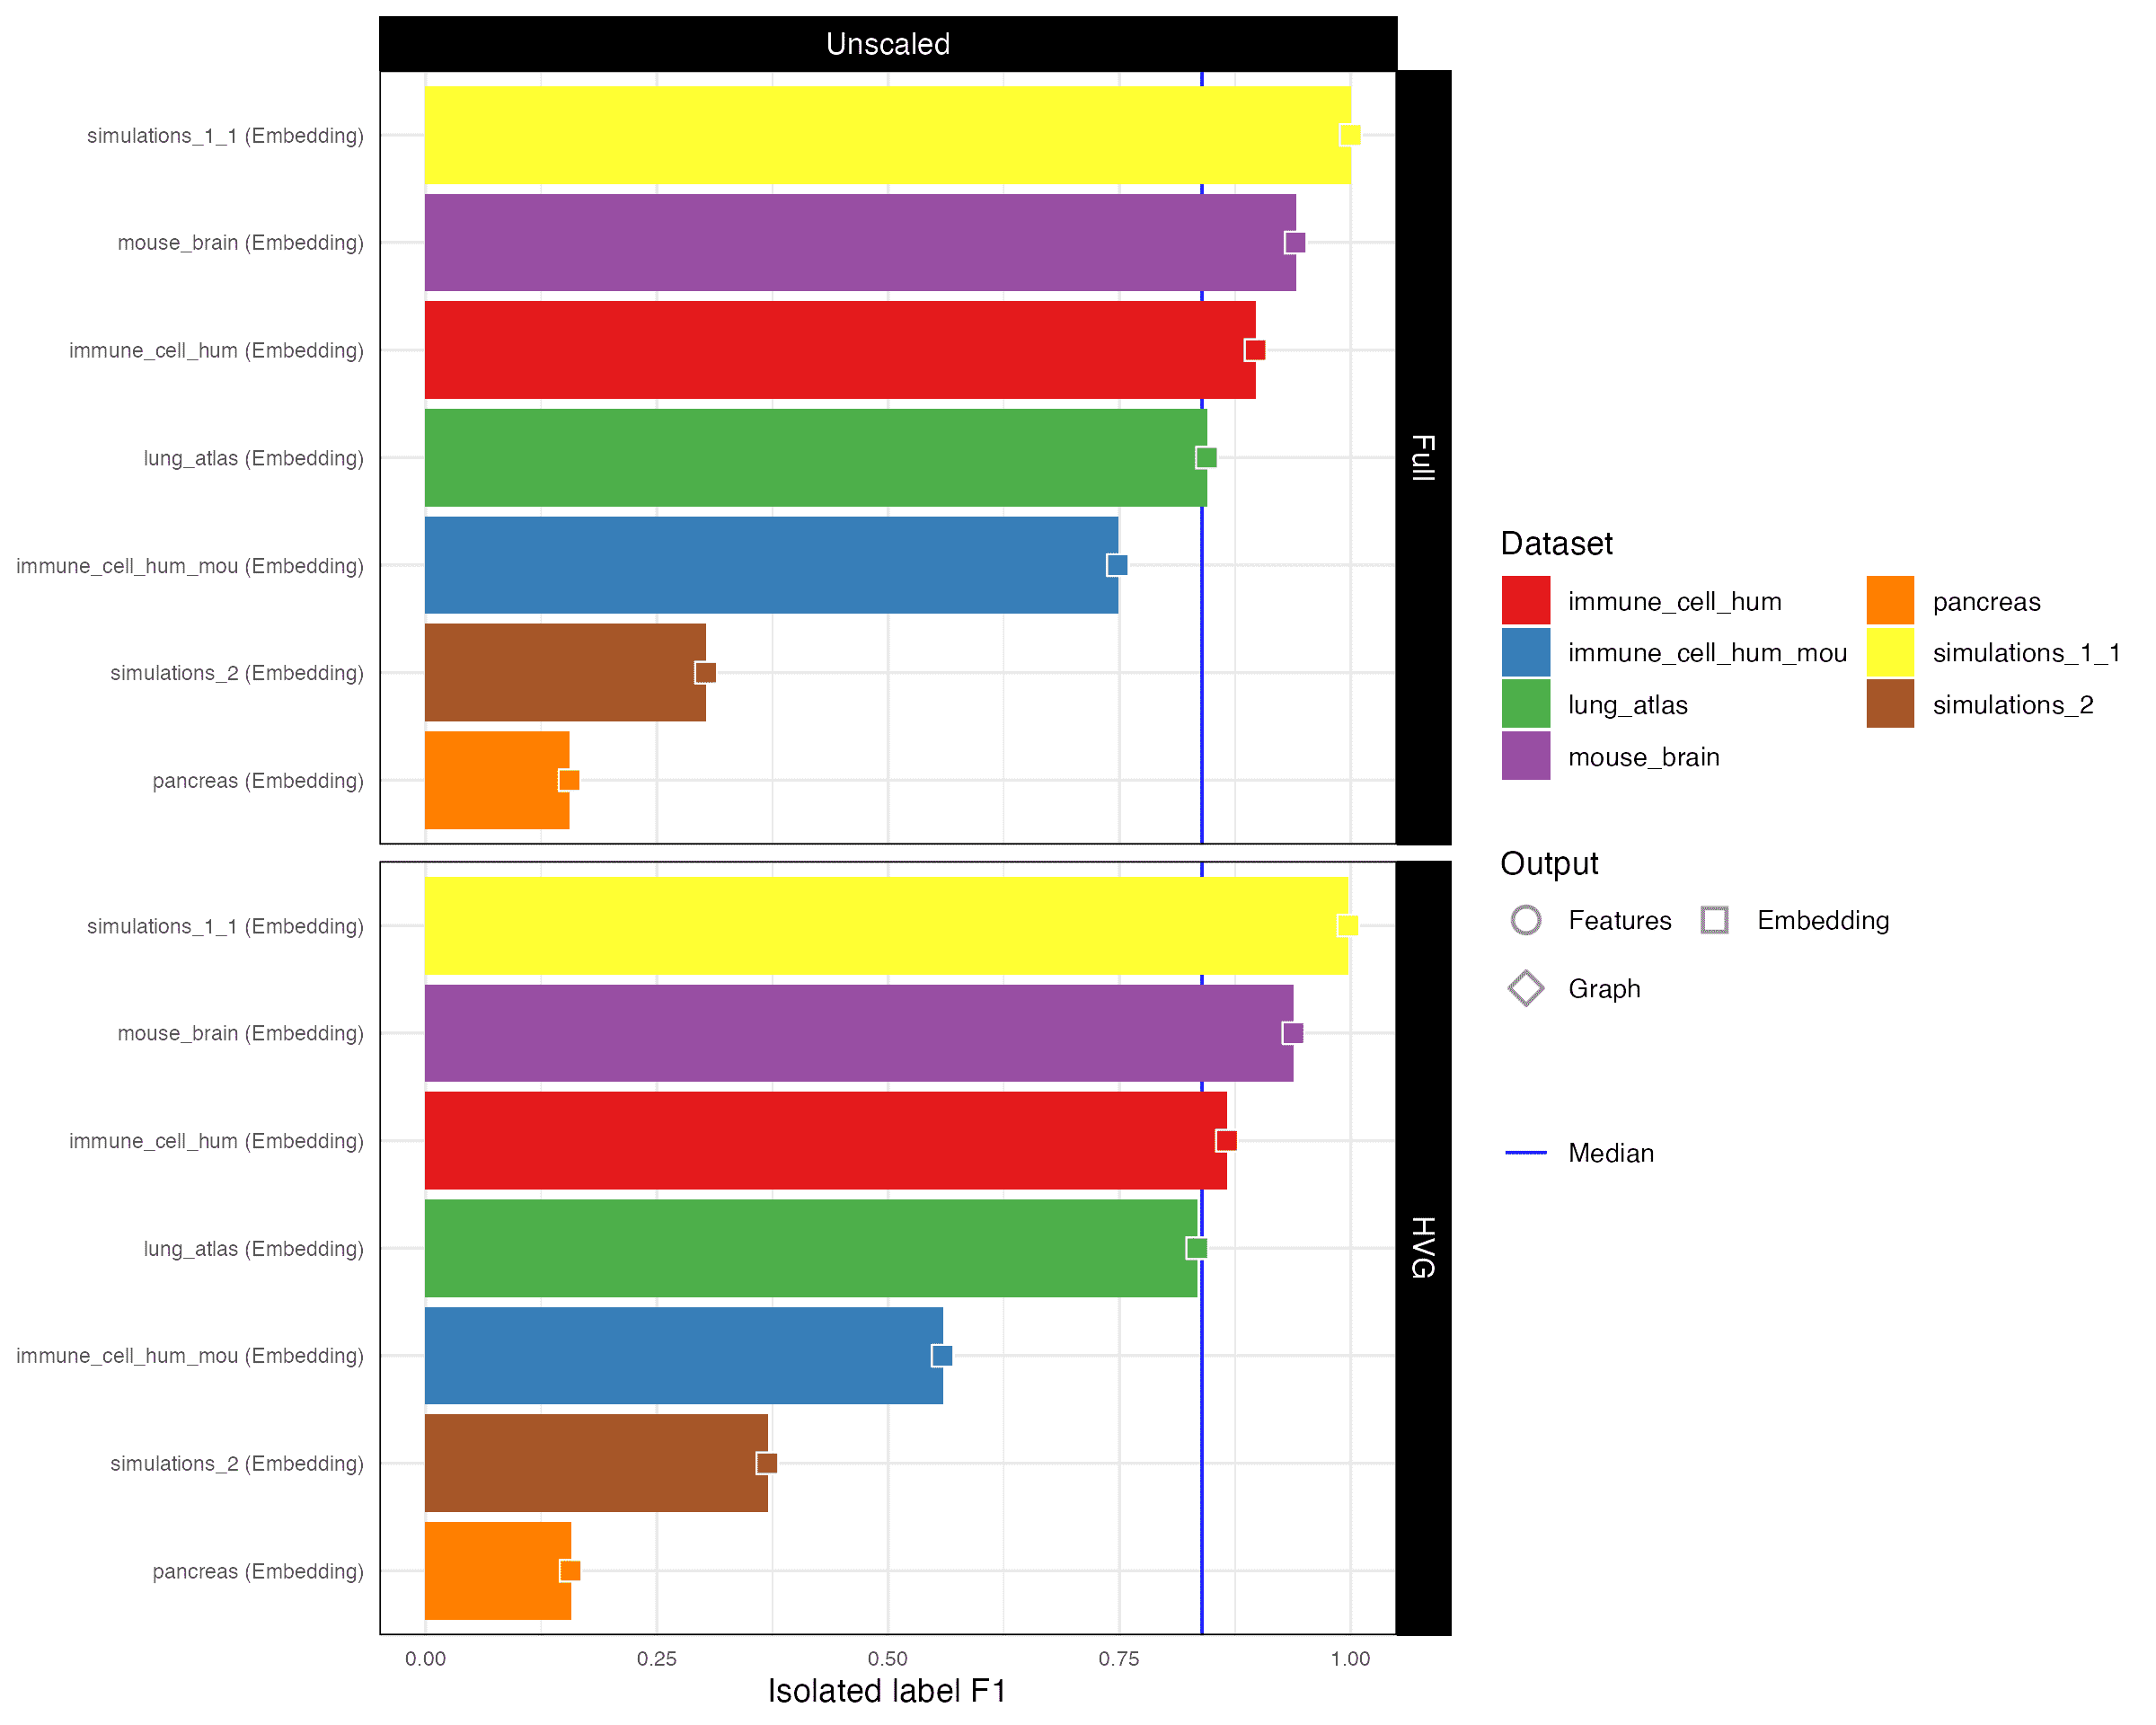 Unscaled
simulations_1_1 (Embedding)
mouse_brain (Embedding)
immune_cell_hum (Embedding)
lung_atlas (Embedding)
immune_cell_hum_mou (Embedding)
simulations_2 (Embedding)
pancreas (Embedding)
Full
simulations_1_1 (Embedding)
mouse_brain (Embedding)
immune_cell_hum (Embedding)
lung_atlas (Embedding)
immune_cell_hum_mou (Embedding)
simulations_2 (Embedding)
pancreas (Embedding)
HVG
0.00 0.25 0.50 0.75 1.00
Isolated label F1
Dataset
immune_cell_hum
immune_cell_hum_mou
lung_atlas
mouse_brain
pancreas
simulations_1_1
simulations_2
Output
Features Embedding
Graph
Median